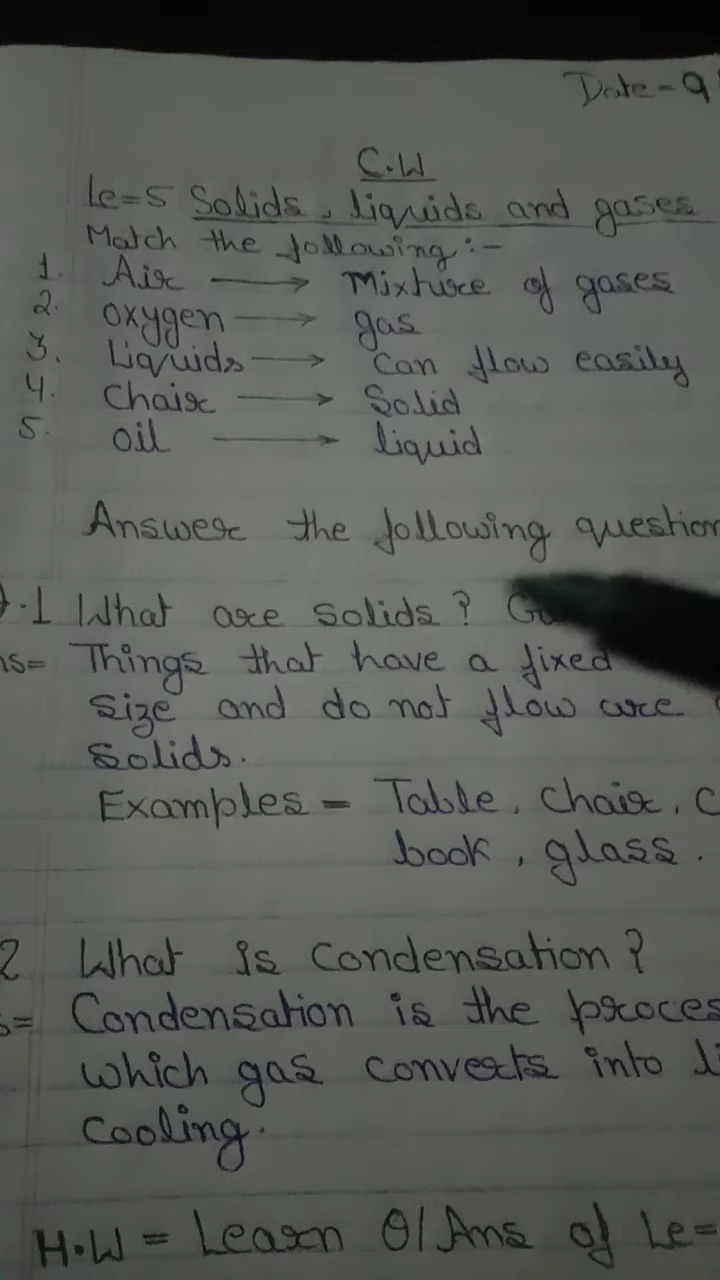 Date - 9
C.W
Le=5 Solids, liquids and gases
Match the following :-
1. Air → Mixture of gases
2. oxygen → gas
3. Liquids → Can flow easily
4. Chair → Solid
5. oil → liquid
Answer the following question
.1 What are solids?
ns= Things that have a fixed
size and do not flow are
solids.
Examples = Table, chair, C
book, glass.
2 What is condensation?
s= Condensation is the proces
which gas converts into li
cooling.
H.W = Learn Q/Ans of Le=